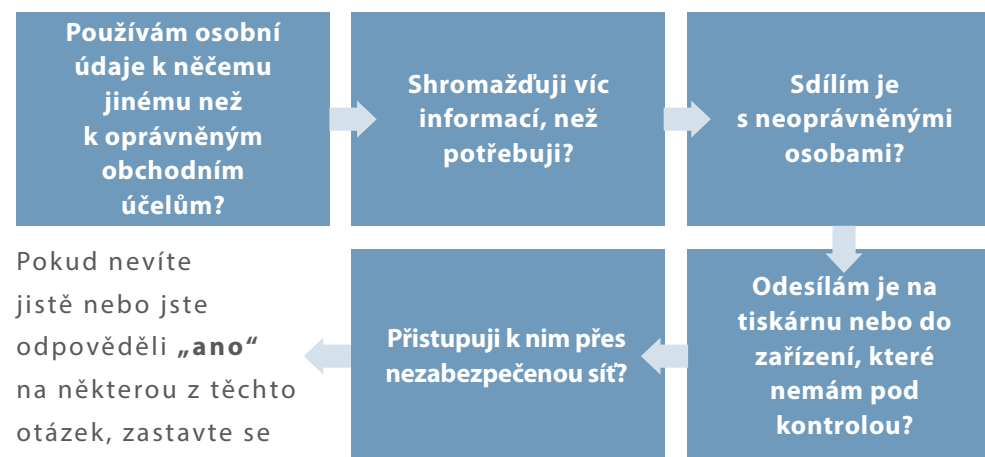 Používám osobní
údaje k něčemu
jinému než
k oprávněným
obchodním
účelům?
Shromažďuji víc
informací, než
potřebuji?
Sdílím je
s neoprávněnými
osobami?
Odesílám je na
tiskárnu nebo do
zařízení, které
nemám pod
kontrolou?
Přistupuji k nim přes
nezabezpečenou síť?
Pokud nevíte
jistě nebo jste
odpověděli „ano“
na některou z těchto
otázek, zastavte se